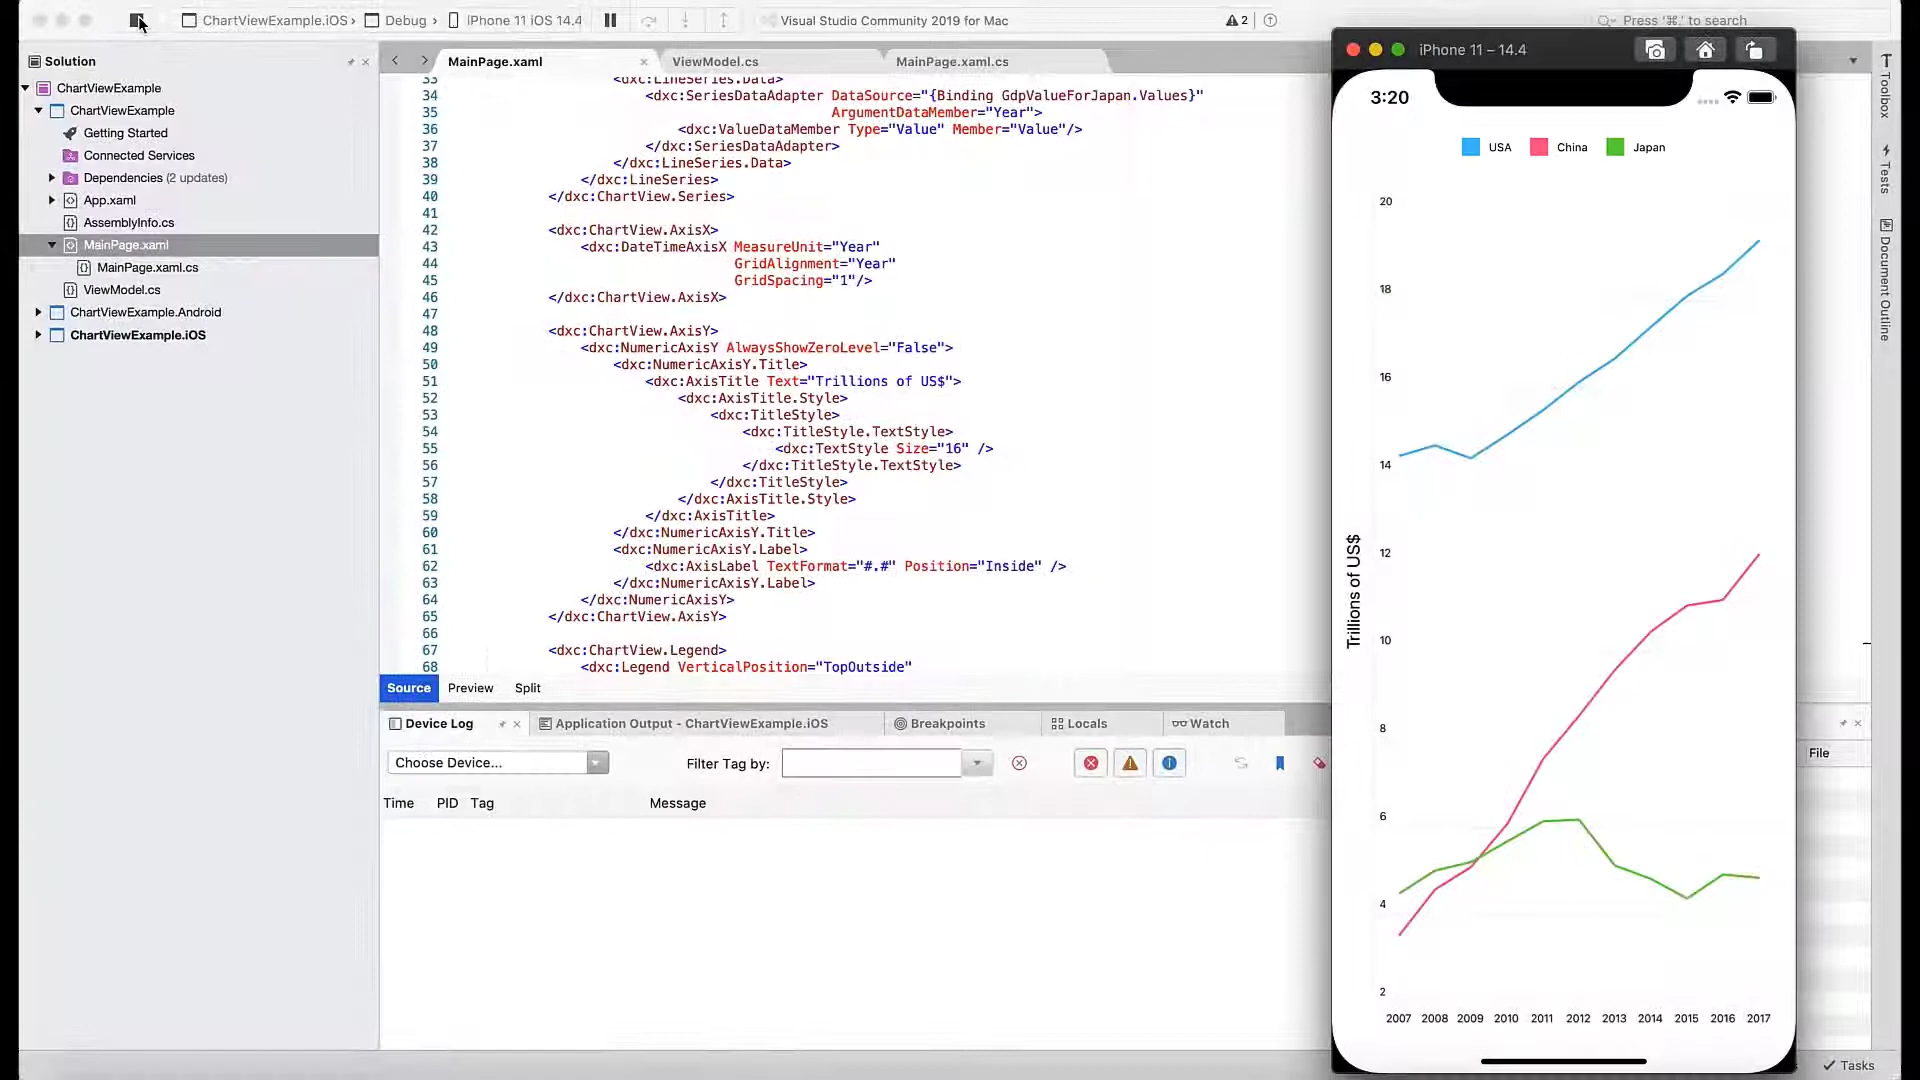 ChartViewExample.iOS › Debug › iPhone 11 iOS 14.4
Visual Studio Community 2019 for Mac
2
Press '⌘.' to search
Solution
ChartViewExample
ChartViewExample
Getting Started
Connected Services
Dependencies (2 updates)
App.xaml
AssemblyInfo.cs
MainPage.xaml
MainPage.xaml.cs
ViewModel.cs
ChartViewExample.Android
ChartViewExample.iOS
MainPage.xaml
ViewModel.cs
MainPage.xaml.cs
33 <dxc:LineSeries.Data>
34 <dxc:SeriesDataAdapter DataSource="{Binding GdpValueForJapan.Values}"
35 ArgumentDataMember="Year">
36 <dxc:ValueDataMember Type="Value" Member="Value"/>
37 </dxc:SeriesDataAdapter>
38 </dxc:LineSeries.Data>
39 </dxc:LineSeries>
40 </dxc:ChartView.Series>
41
42 <dxc:ChartView.AxisX>
43 <dxc:DateTimeAxisX MeasureUnit="Year"
44 GridAlignment="Year"
45 GridSpacing="1"/>
46 </dxc:ChartView.AxisX>
47
48 <dxc:ChartView.AxisY>
49 <dxc:NumericAxisY AlwaysShowZeroLevel="False">
50 <dxc:NumericAxisY.Title>
51 <dxc:AxisTitle Text="Trillions of US$">
52 <dxc:AxisTitle.Style>
53 <dxc:TitleStyle>
54 <dxc:TitleStyle.TextStyle>
55 <dxc:TextStyle Size="16" />
56 </dxc:TitleStyle.TextStyle>
57 </dxc:TitleStyle>
58 </dxc:AxisTitle.Style>
59 </dxc:AxisTitle>
60 </dxc:NumericAxisY.Title>
61 <dxc:NumericAxisY.Label>
62 <dxc:AxisLabel TextFormat="#.#" Position="Inside" />
63 </dxc:NumericAxisY.Label>
64 </dxc:NumericAxisY>
65 </dxc:ChartView.AxisY>
66
67 <dxc:ChartView.Legend>
68 <dxc:Legend VerticalPosition="TopOutside"
Source Preview Split
Device Log
Application Output - ChartViewExample.iOS
Breakpoints
Locals
Watch
Choose Device...
Filter Tag by:
Time PID Tag Message
iPhone 11 – 14.4
3:20
USA China Japan
20
18
16
14
12
10
8
6
4
2
Trillions of US$
2007 2008 2009 2010 2011 2012 2013 2014 2015 2016 2017
Toolbox
Tests
Document Outline
File
Tasks